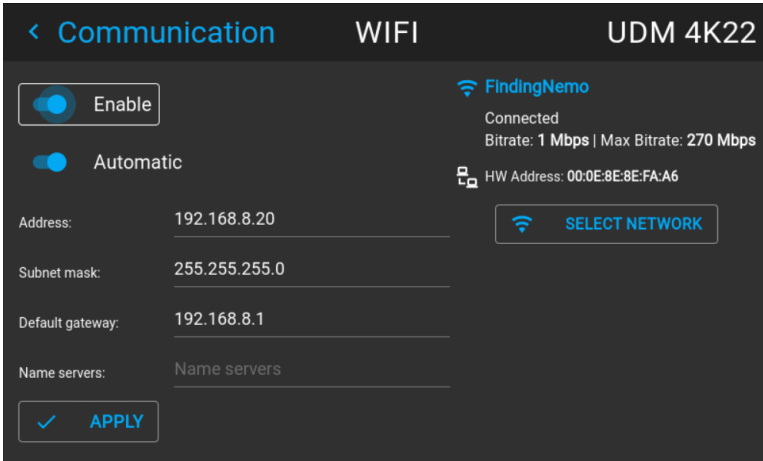 Communication WIFI UDM 4K22
Enable
Automatic
Address: 192.168.8.20
Subnet mask: 255.255.255.0
Default gateway: 192.168.8.1
Name servers: Name servers
APPLY
FindingNemo
Connected
Bitrate: 1 Mbps | Max Bitrate: 270 Mbps
HW Address: 00:0E:8E:8E:FA:A6
SELECT NETWORK